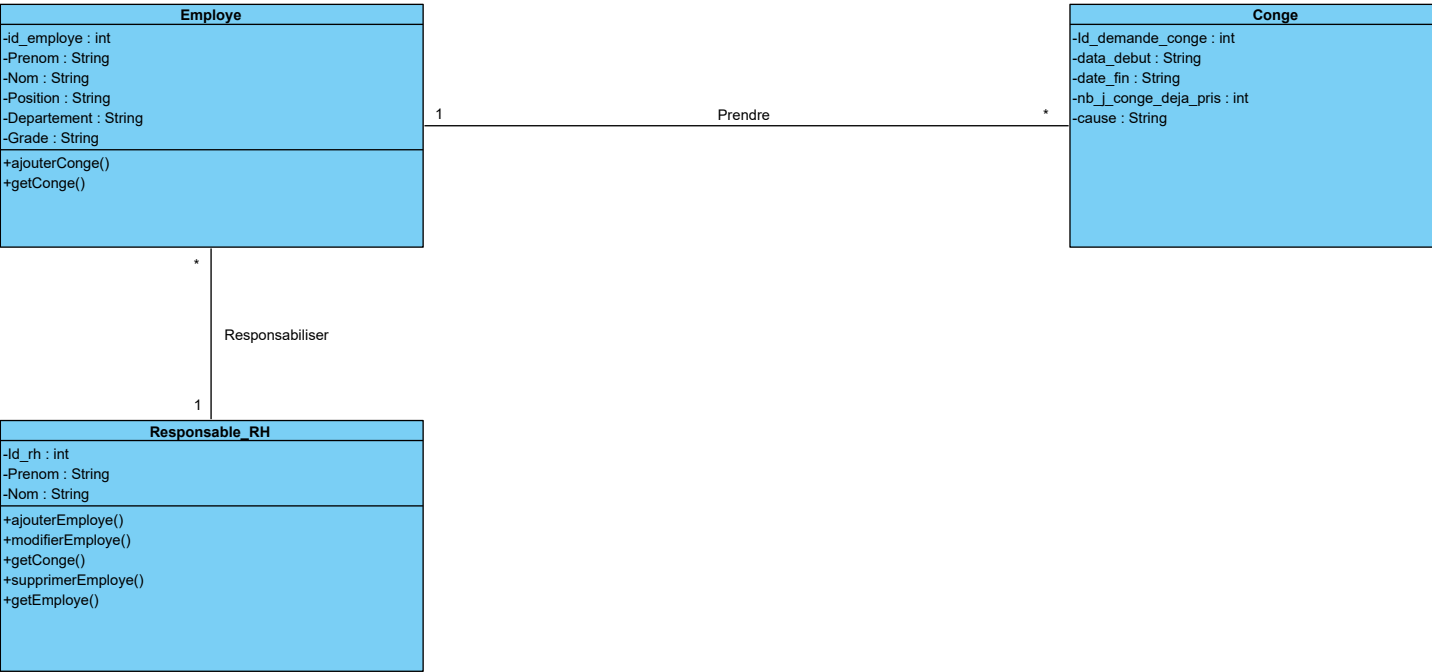 Employe
-id_employe : int
-Prenom : String
-Nom : String
-Position : String
-Departement : String
-Grade : String
+ajouterConge()
+getConge()
1
Prendre
*
Conge
-Id_demande_conge : int
-data_debut : String
-date_fin : String
-nb_j_conge_deja_pris : int
-cause : String
*
Responsabiliser
1
Responsable_RH
-Id_rh : int
-Prenom : String
-Nom : String
+ajouterEmploye()
+modifierEmploye()
+getConge()
+supprimerEmploye()
+getEmploye()